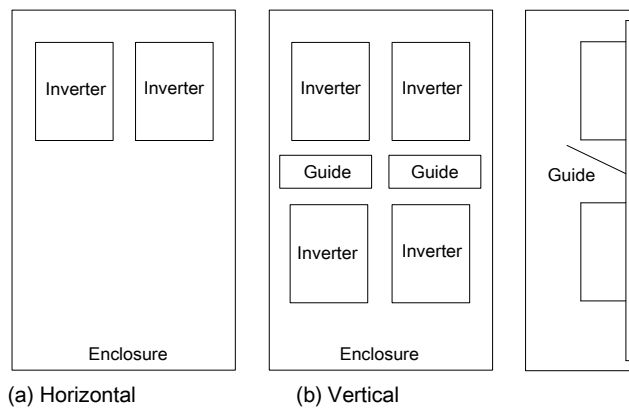 Inverter Inverter
Enclosure
(a) Horizontal
Inverter Inverter
Guide Guide
Inverter Inverter
Enclosure
(b) Vertical
Guide